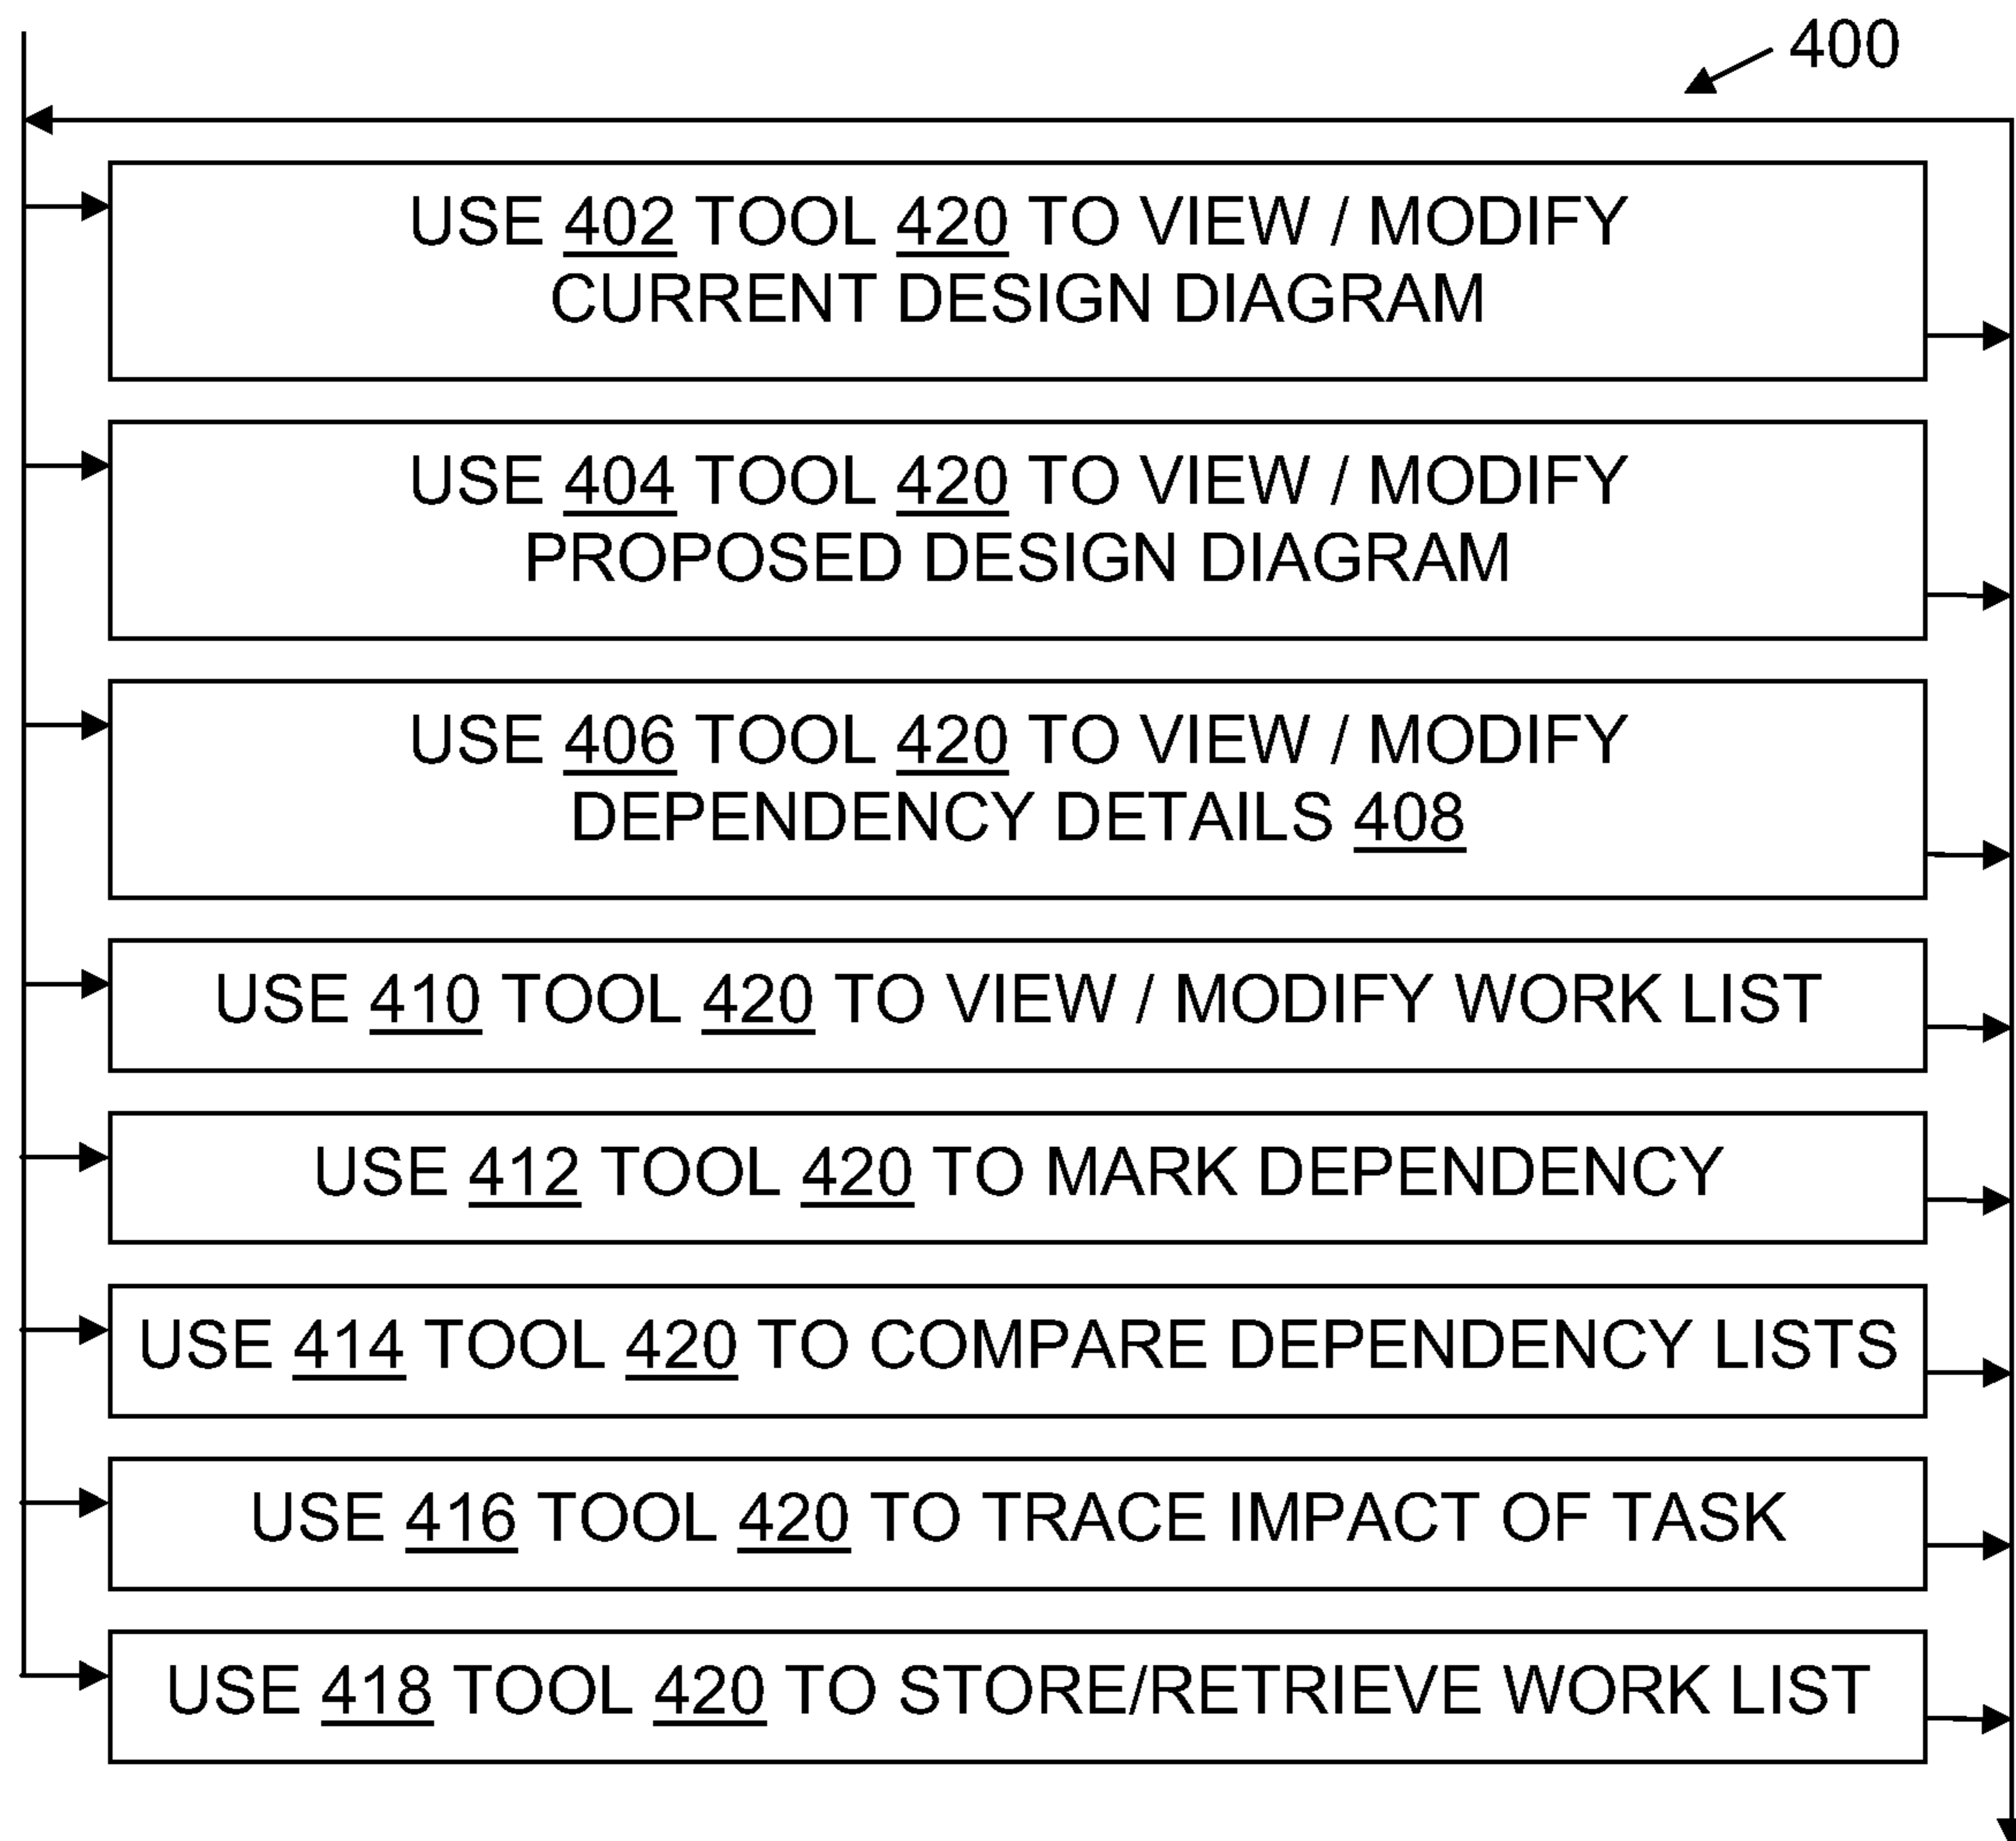 400
USE 402 TOOL 420 TO VIEW / MODIFY
CURRENT DESIGN DIAGRAM
USE 404 TOOL 420 TO VIEW / MODIFY
PROPOSED DESIGN DIAGRAM
USE 406 TOOL 420 TO VIEW / MODIFY
DEPENDENCY DETAILS 408
USE 410 TOOL 420 TO VIEW / MODIFY WORK LIST
USE 412 TOOL 420 TO MARK DEPENDENCY
USE 414 TOOL 420 TO COMPARE DEPENDENCY LISTS
USE 416 TOOL 420 TO TRACE IMPACT OF TASK
USE 418 TOOL 420 TO STORE/RETRIEVE WORK LIST